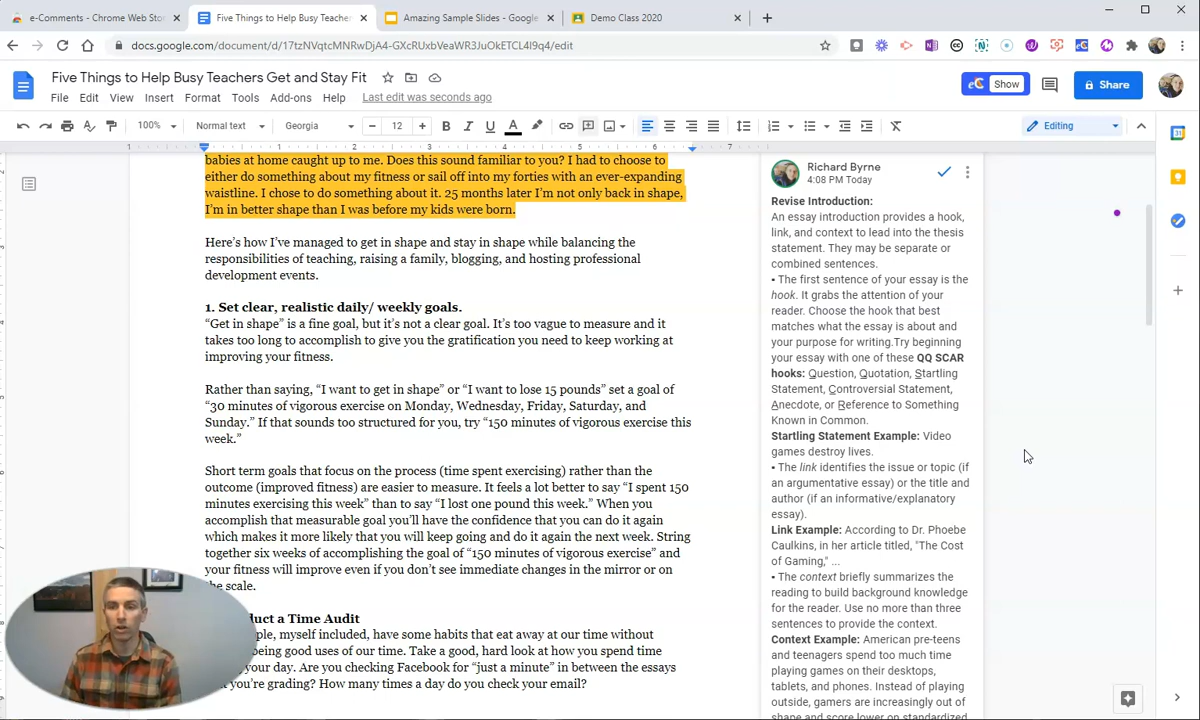 e-Comments - Chrome Web Stor
Five Things to Help Busy Teache
Amazing Sample Slides - Google
Demo Class 2020
docs.google.com/document/d/17tzNVqtcMNRwDjA4-GXcRUxbVeaWR3JuOkETCL4I9q4/edit
Five Things to Help Busy Teachers Get and Stay Fit
File Edit View Insert Format Tools Add-ons Help Last edit was seconds ago
eC Show
Share
100% Normal text Georgia 12 Editing
babies at home caught up to me. Does this sound familiar to you? I had to choose to
either do something about my fitness or sail off into my forties with an ever-expanding
waistline. I chose to do something about it. 25 months later I'm not only back in shape,
I'm in better shape than I was before my kids were born.
Here's how I've managed to get in shape and stay in shape while balancing the
responsibilities of teaching, raising a family, blogging, and hosting professional
development events.
1. Set clear, realistic daily/ weekly goals.
“Get in shape” is a fine goal, but it's not a clear goal. It's too vague to measure and it
takes too long to accomplish to give you the gratification you need to keep working at
improving your fitness.
Rather than saying, “I want to get in shape” or “I want to lose 15 pounds” set a goal of
“30 minutes of vigorous exercise on Monday, Wednesday, Friday, Saturday, and
Sunday.” If that sounds too structured for you, try “150 minutes of vigorous exercise this
week.”
Short term goals that focus on the process (time spent exercising) rather than the
outcome (improved fitness) are easier to measure. It feels a lot better to say “I spent 150
minutes exercising this week” than to say “I lost one pound this week.” When you
accomplish that measurable goal you'll have the confidence that you can do it again
which makes it more likely that you will keep going and do it again the next week. String
together six weeks of accomplishing the goal of “150 minutes of vigorous exercise” and
your fitness will improve even if you don't see immediate changes in the mirror or on
the scale.
duct a Time Audit
ple, myself included, have some habits that eat away at our time without
being good uses of our time. Take a good, hard look at how you spend time
your day. Are you checking Facebook for “just a minute” in between the essays
you're grading? How many times a day do you check your email?
Richard Byrne
4:08 PM Today
Revise Introduction:
An essay introduction provides a hook,
link, and context to lead into the thesis
statement. They may be separate or
combined sentences.
• The first sentence of your essay is the
hook. It grabs the attention of your
reader. Choose the hook that best
matches what the essay is about and
your purpose for writing.Try beginning
your essay with one of these QQ SCAR
hooks: Question, Quotation, Startling
Statement, Controversial Statement,
Anecdote, or Reference to Something
Known in Common.
Startling Statement Example: Video
games destroy lives.
• The link identifies the issue or topic (if
an argumentative essay) or the title and
author (if an informative/explanatory
essay).
Link Example: According to Dr. Phoebe
Caulkins, in her article titled, "The Cost
of Gaming," ...
• The context briefly summarizes the
reading to build background knowledge
for the reader. Use no more than three
sentences to provide the context.
Context Example: American pre-teens
and teenagers spend too much time
playing games on their desktops,
tablets, and phones. Instead of playing
outside, gamers are increasingly out of
shape and score lower on standardized